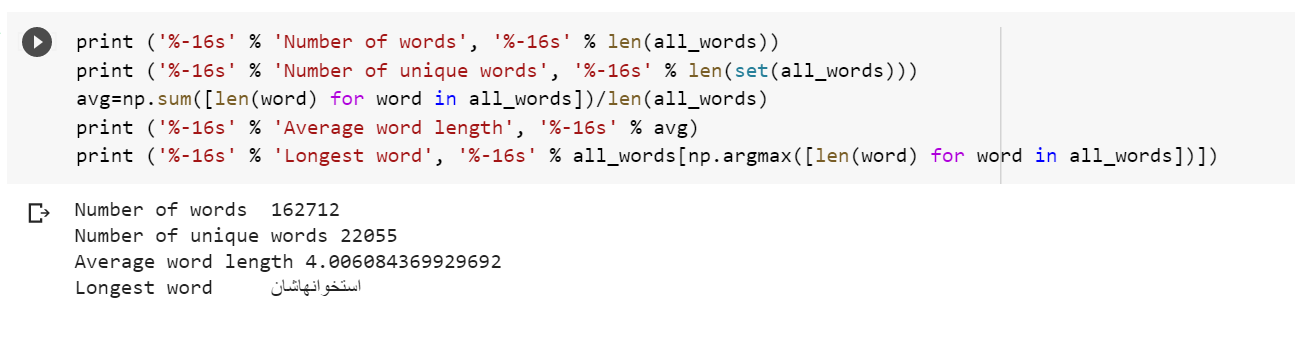 print ('%-16s' % 'Number of words', '%-16s' % len(all_words))
print ('%-16s' % 'Number of unique words', '%-16s' % len(set(all_words)))
avg=np.sum([len(word) for word in all_words])/len(all_words)
print ('%-16s' % 'Average word length', '%-16s' % avg)
print ('%-16s' % 'Longest word', '%-16s' % all_words[np.argmax([len(word) for word in all_words])])
Number of words  162712
Number of unique words 22055
Average word length 4.006084369929692
Longest word     استخوانهاشان